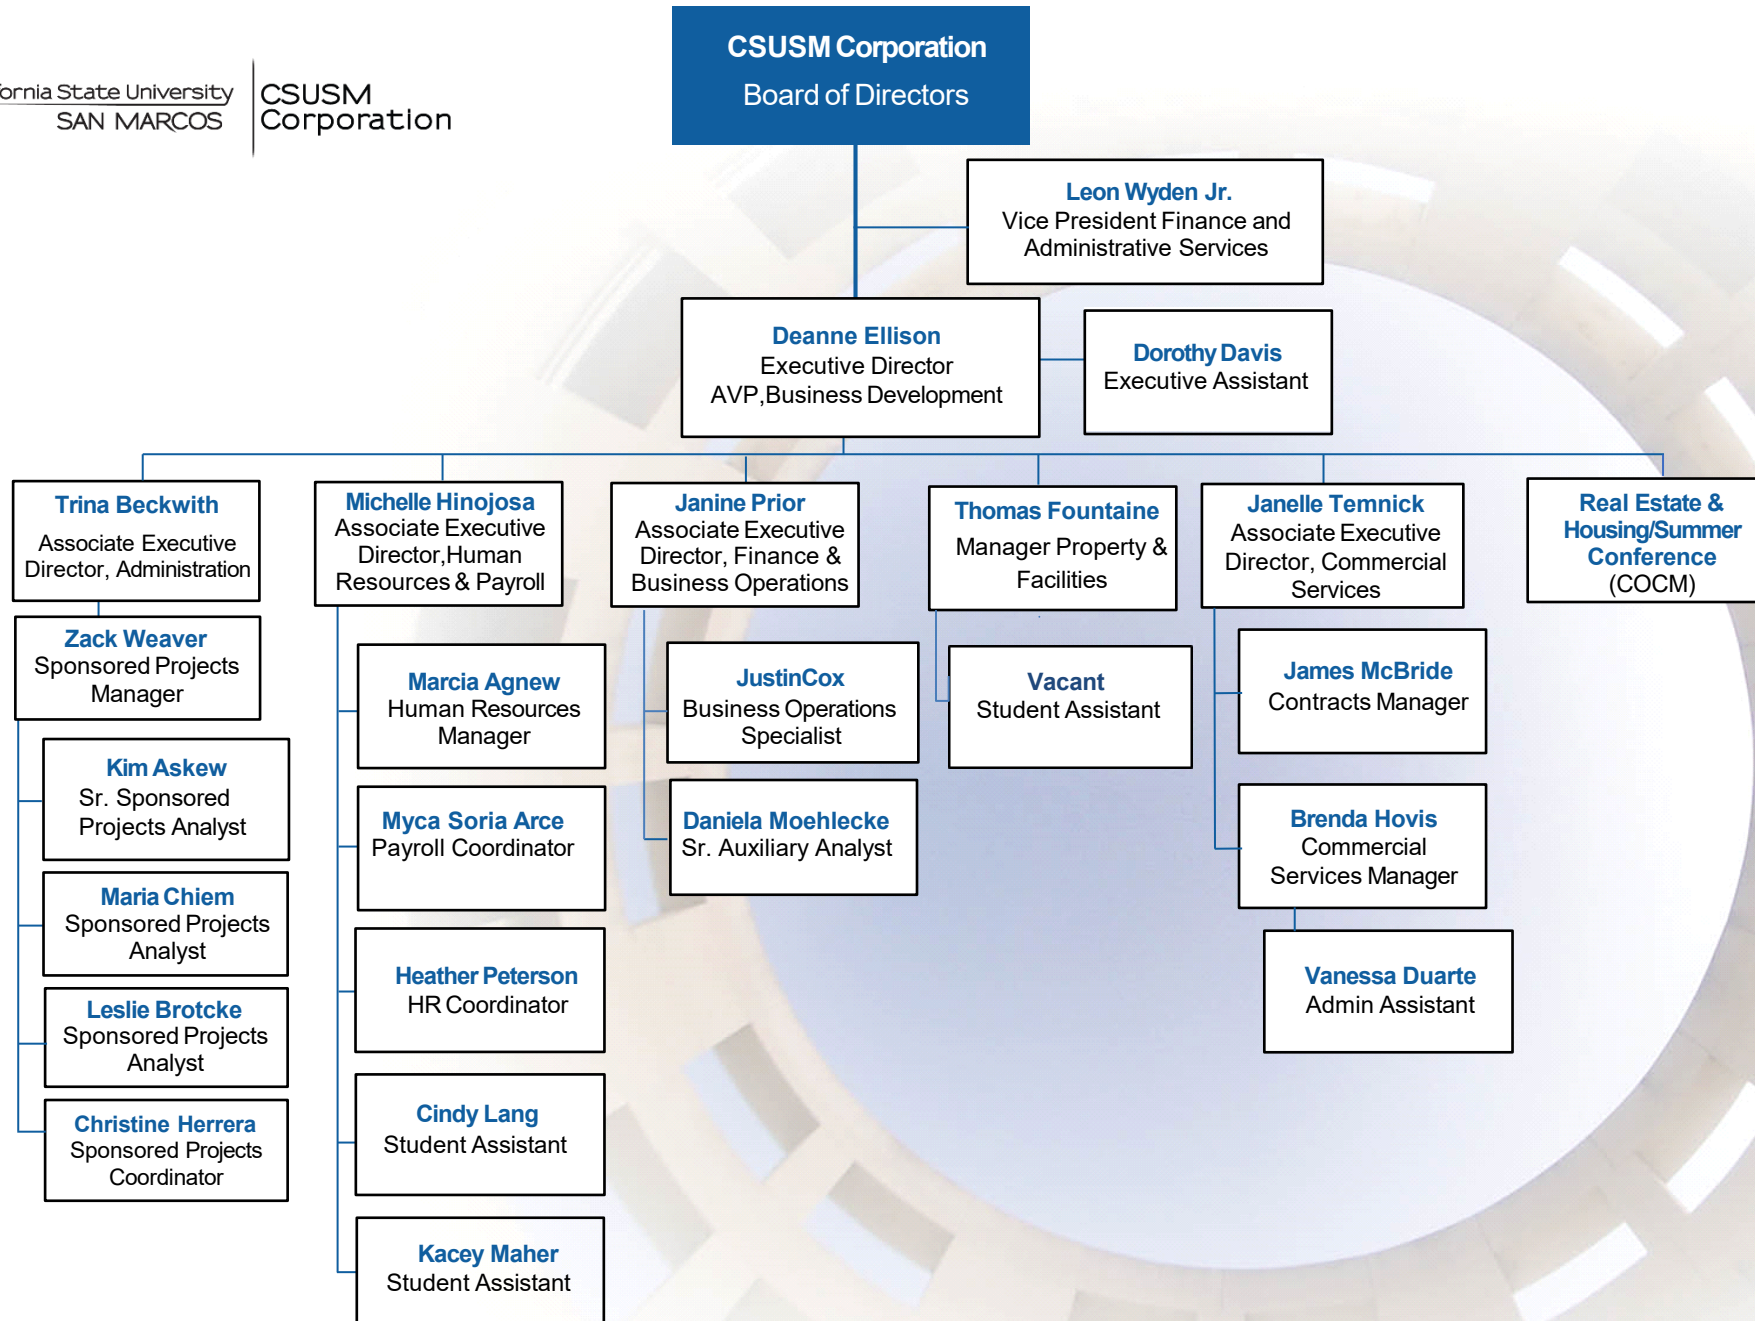 CSUSM Corporation
Board of Directors
fornia State University
SAN MARCOS
CSUSM
Corporation
Leon Wyden Jr.
Vice President Finance and
Administrative Services
Deanne Ellison
Executive Director
AVP,Business Development
Dorothy Davis
Executive Assistant
Trina Beckwith
Associate Executive
Director, Administration
Michelle Hinojosa
Associate Executive
Director,Human
Resources & Payroll
Janine Prior
Associate Executive
Director, Finance &
Business Operations
Thomas Fountaine
Manager Property &
Facilities
Janelle Temnick
Associate Executive
Director, Commercial
Services
Real Estate &
Housing/Summer
Conference
(COCM)
Zack Weaver
Sponsored Projects
Manager
Kim Askew
Sr. Sponsored
Projects Analyst
Maria Chiem
Sponsored Projects
Analyst
Leslie Brotcke
Sponsored Projects
Analyst
Christine Herrera
Sponsored Projects
Coordinator
Marcia Agnew
Human Resources
Manager
Myca Soria Arce
Payroll Coordinator
Heather Peterson
HR Coordinator
Cindy Lang
Student Assistant
Kacey Maher
Student Assistant
JustinCox
Business Operations
Specialist
Daniela Moehlecke
Sr. Auxiliary Analyst
Vacant
Student Assistant
James McBride
Contracts Manager
Brenda Hovis
Commercial
Services Manager
Vanessa Duarte
Admin Assistant